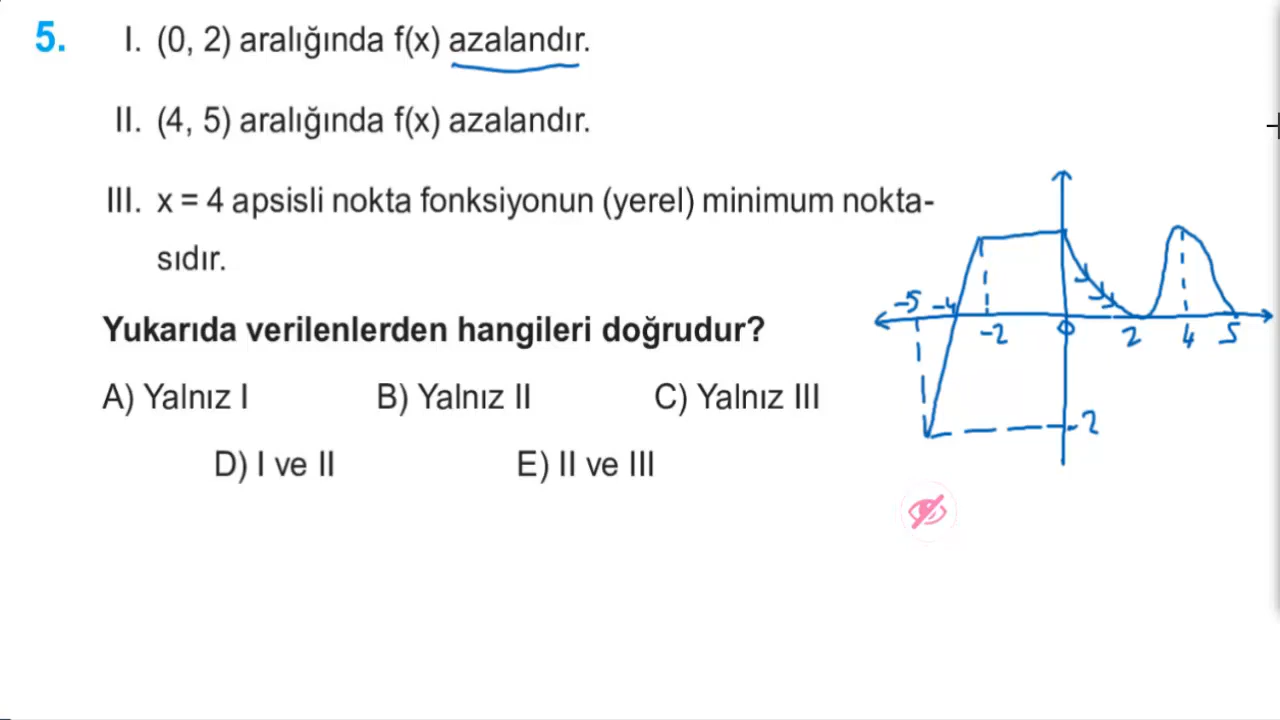 5. I. (0, 2) aralığında f(x) azalandır.
II. (4, 5) aralığında f(x) azalandır.
III. x = 4 apsisli nokta fonksiyonun (yerel) minimum nokta-
sıdır.
Yukarıda verilenlerden hangileri doğrudur?
A) Yalnız I B) Yalnız II C) Yalnız III
D) I ve II E) II ve III
-5 -4 -2 0 2 4 5
-2